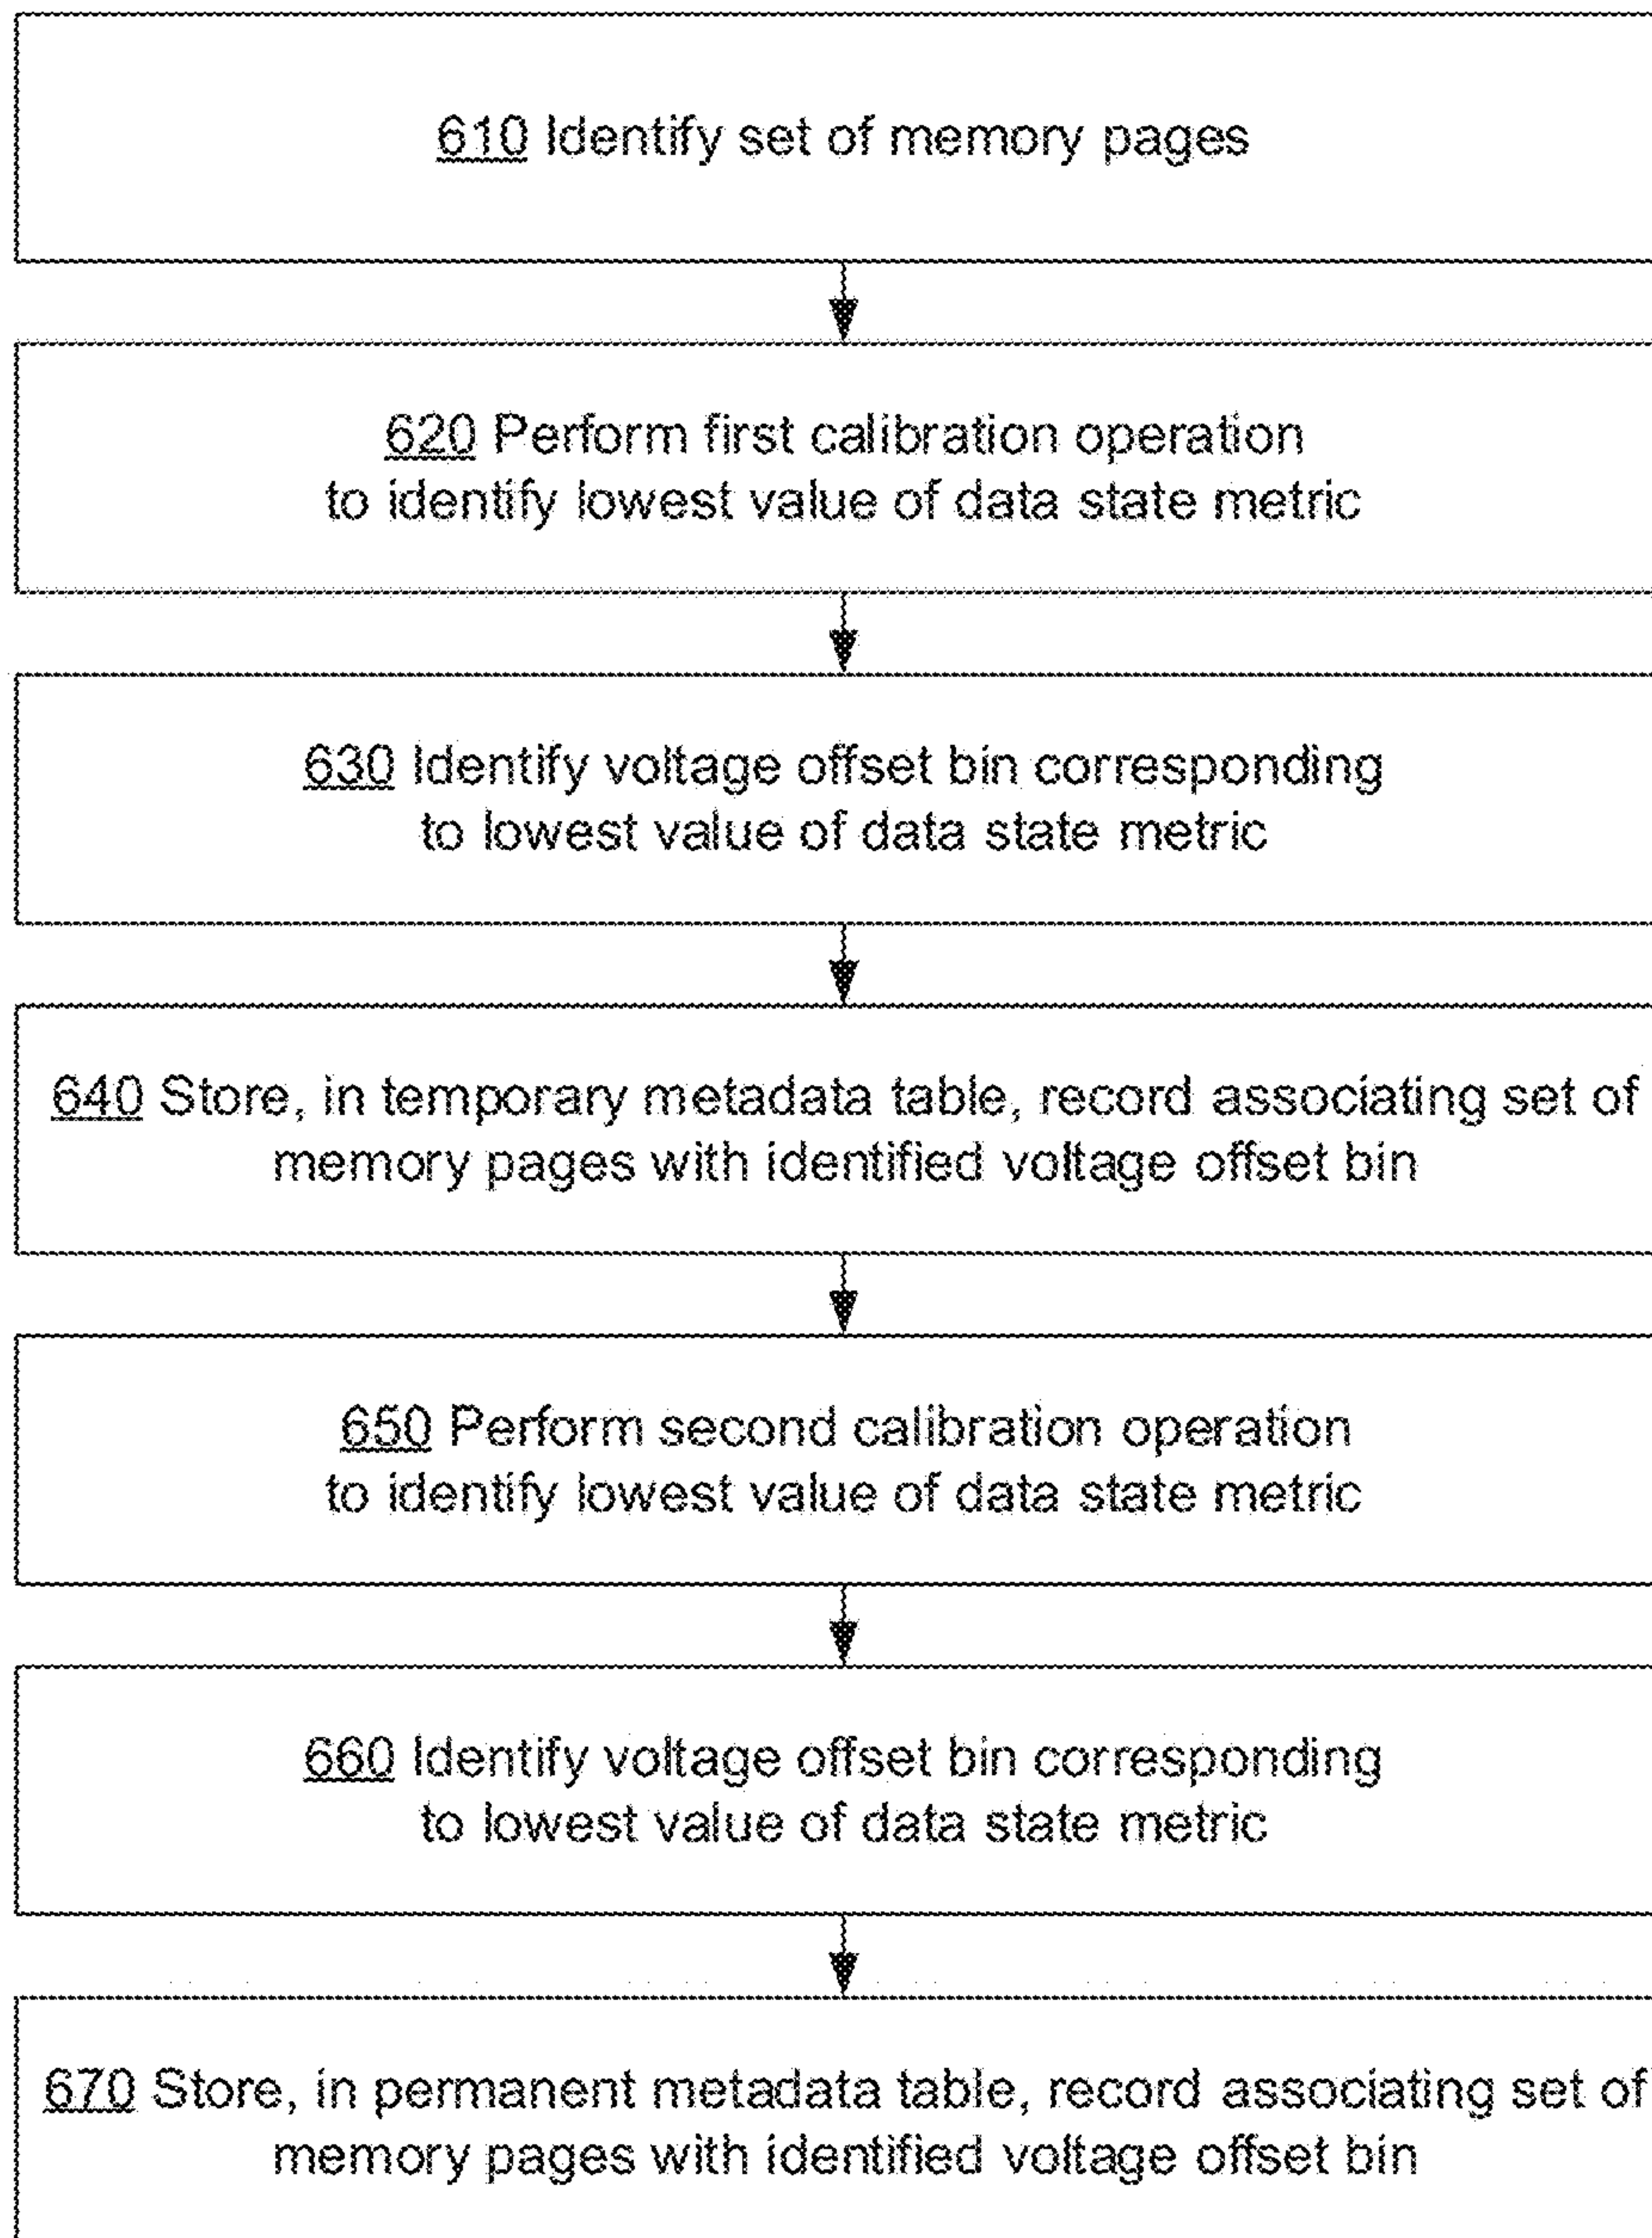 610 Identify set of memory pages
620 Perform first calibration operation
to identify lowest value of data state metric
630 Identify voltage offset bin corresponding
to lowest value of data state metric
640 Store, in temporary metadata table, record associating set of
memory pages with identified voltage offset bin
650 Perform second calibration operation
to identify lowest value of data state metric
660 Identify voltage offset bin corresponding
to lowest value of data state metric
670 Store, in permanent metadata table, record associating set of
memory pages with identified voltage offset bin